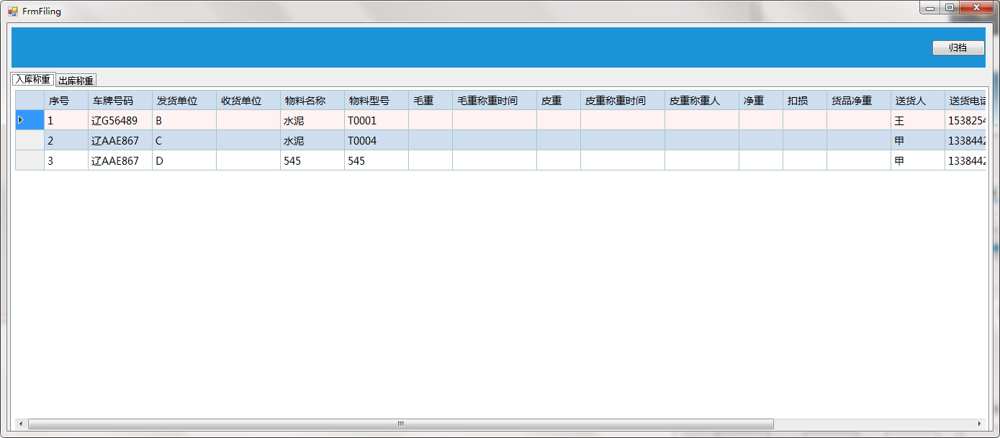 FrmFiling
归档
入库称重 出库称重
序号 车牌号码 发货单位 收货单位 物料名称 物料型号 毛重 毛重称重时间 皮重 皮重称重时间 皮重称重人 净重 扣损 货品净重 送货人 送货电话
1 辽G56489 B 水泥 T0001 王 1538254
2 辽AAE867 C 水泥 T0004 甲 1338442
3 辽AAE867 D 545 545 甲 1338442